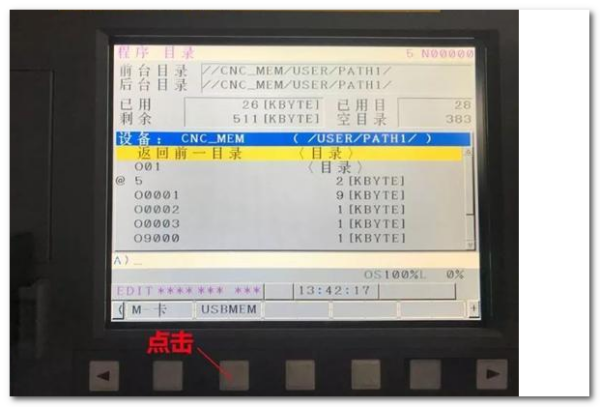 程序 目录 5 N00000
前台目录 //CNC_MEM/USER/PATH1/
后台目录 //CNC_MEM/USER/PATH1/
已用 26[KBYTE] 已用目 28
剩余 511[KBYTE] 空目录 383
设备: CNC_MEM ( /USER/PATH1/ )
返回前一目录 〈目录〉
O01 〈目录〉
@ 5 2[KBYTE]
O0001 9[KBYTE]
O0002 1[KBYTE]
O0003 1[KBYTE]
O9000 1[KBYTE]
A)_
OS100%L 0%
EDIT**** *** *** 13:42:17
( M-卡 USBMEM +
点击